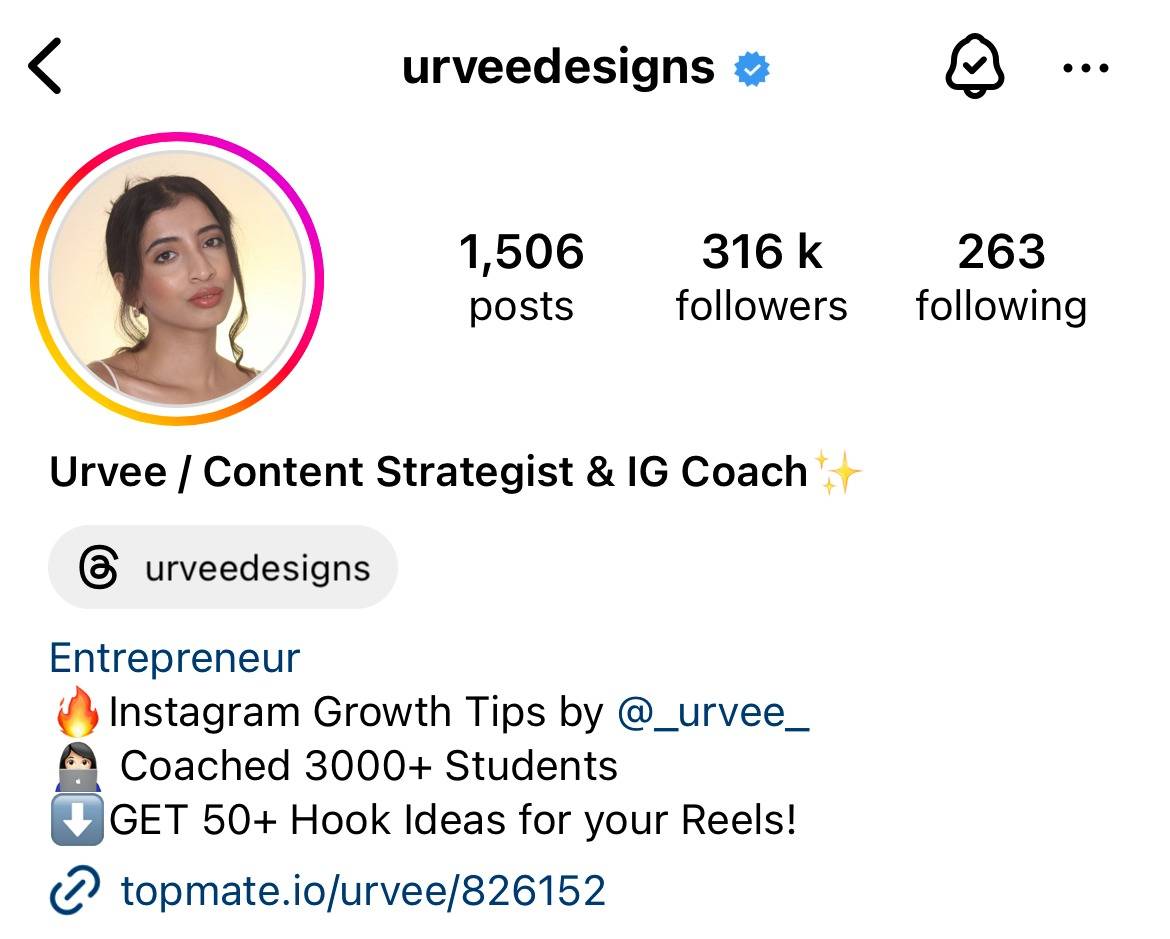 urveedesigns
1,506 316 k 263
posts followers following
Urvee / Content Strategist & IG Coach✨
urveedesigns
Entrepreneur
🔥Instagram Growth Tips by @_urvee_
👩🏻‍💻 Coached 3000+ Students
⬇️GET 50+ Hook Ideas for your Reels!
topmate.io/urvee/826152